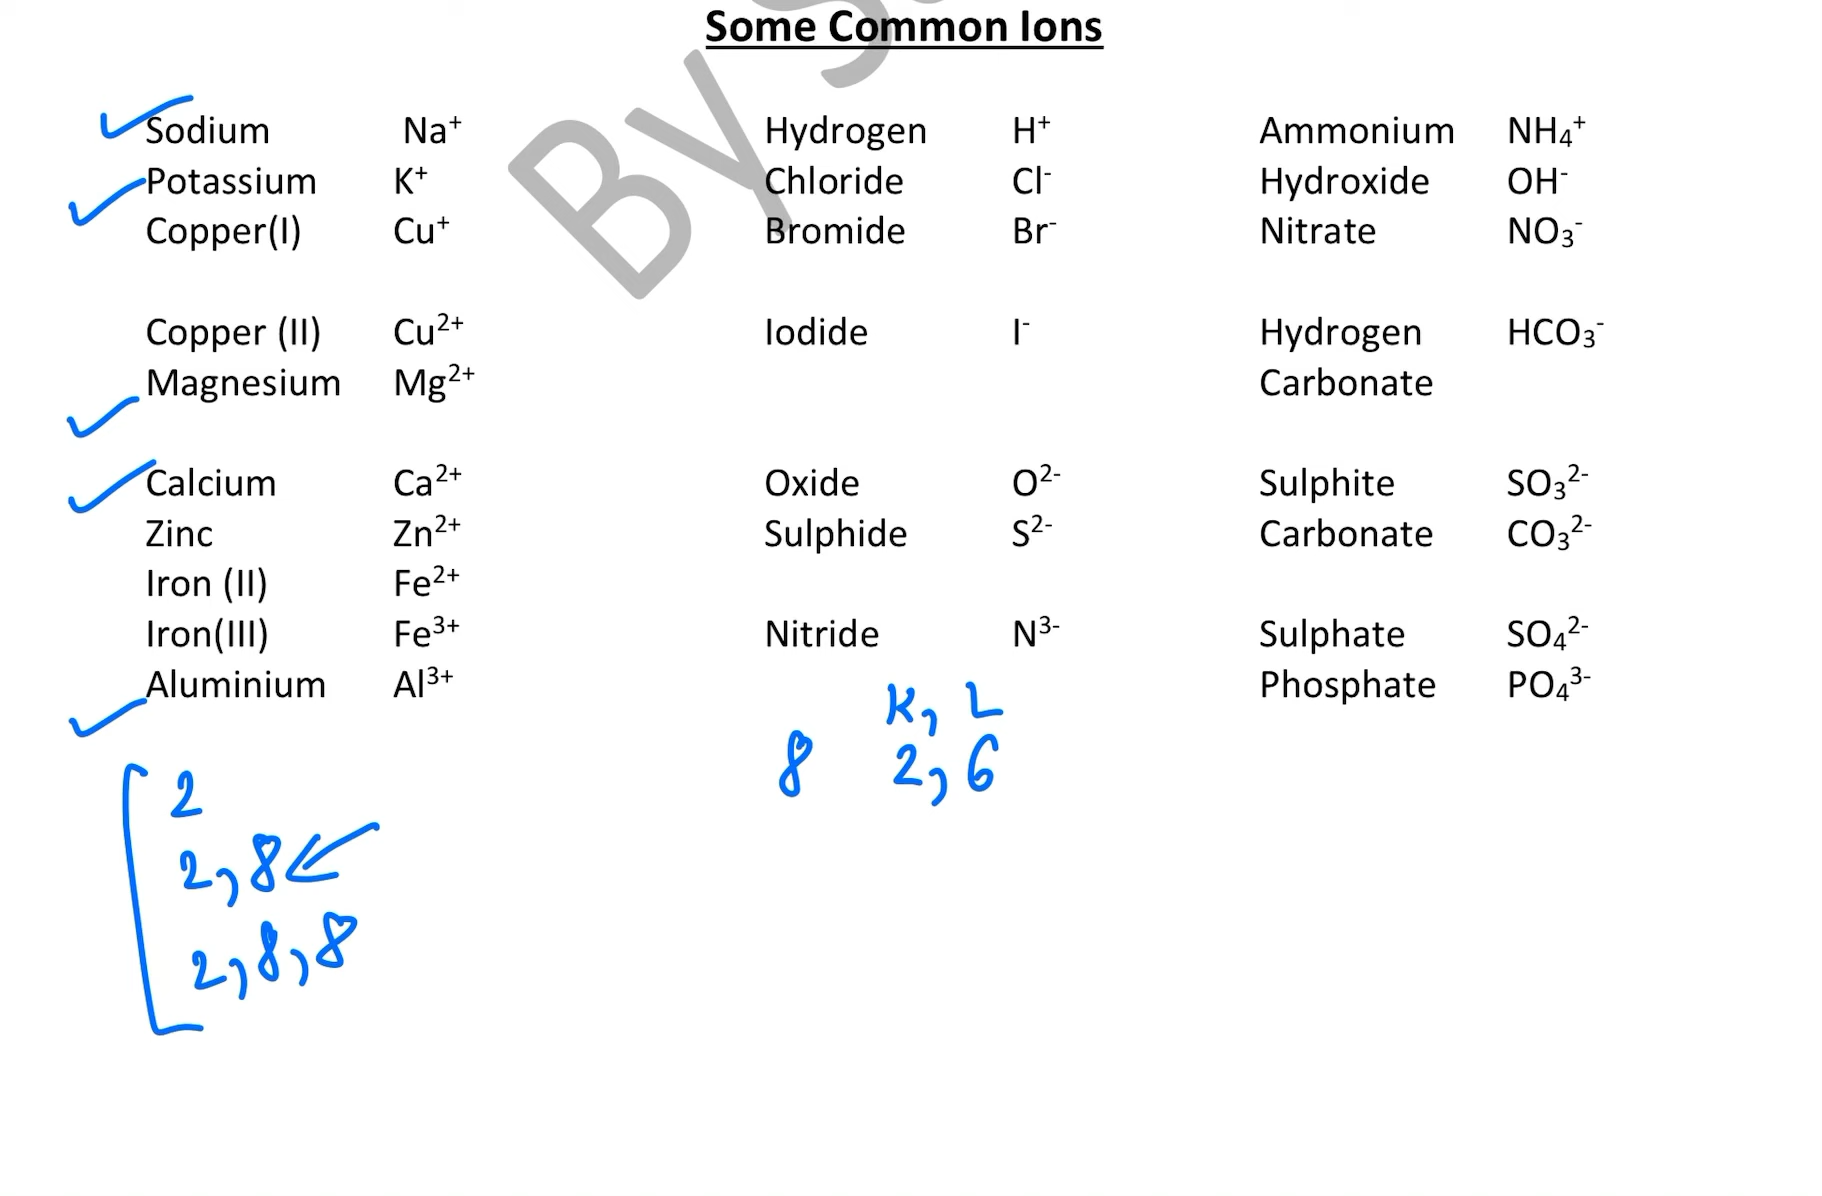 Some Common Ions
By S
Sodium Na⁺ Hydrogen H⁺ Ammonium NH₄⁺
Potassium K⁺ Chloride Cl⁻ Hydroxide OH⁻
Copper(I) Cu⁺ Bromide Br⁻ Nitrate NO₃⁻
Copper (II) Cu²⁺ Iodide I⁻ Hydrogen HCO₃⁻
Magnesium Mg²⁺ Carbonate
Calcium Ca²⁺ Oxide O²⁻ Sulphite SO₃²⁻
Zinc Zn²⁺ Sulphide S²⁻ Carbonate CO₃²⁻
Iron (II) Fe²⁺
Iron(III) Fe³⁺ Nitride N³⁻ Sulphate SO₄²⁻
Aluminium Al³⁺ Phosphate PO₄³⁻
K, L
8 2, 6
2
2, 8
2, 8, 8